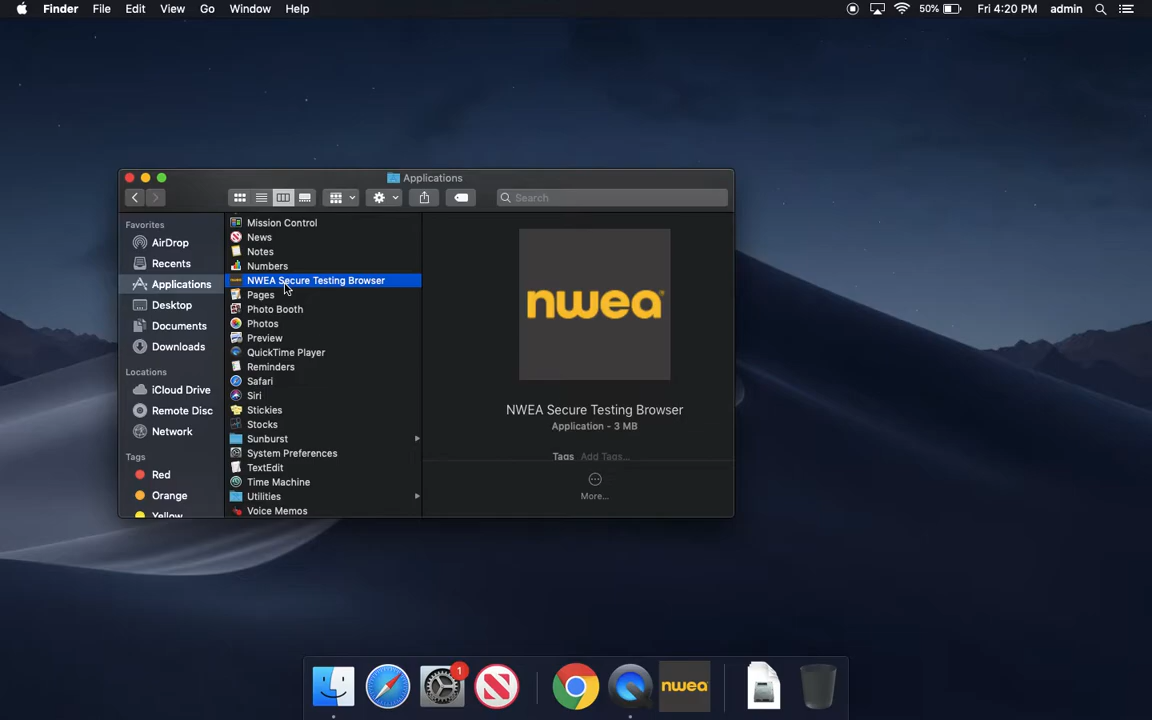 Finder File Edit View Go Window Help 50% Fri 4:20 PM admin
Applications
Search
Favorites
AirDrop
Recents
Applications
Desktop
Documents
Downloads
Locations
iCloud Drive
Remote Disc
Network
Tags
Red
Orange
Yellow
Mission Control
News
Notes
Numbers
NWEA Secure Testing Browser
Pages
Photo Booth
Photos
Preview
QuickTime Player
Reminders
Safari
Siri
Stickies
Stocks
Sunburst
System Preferences
TextEdit
Time Machine
Utilities
Voice Memos
nwea®
NWEA Secure Testing Browser
Application - 3 MB
Tags Add Tags...
More...
1
nwea